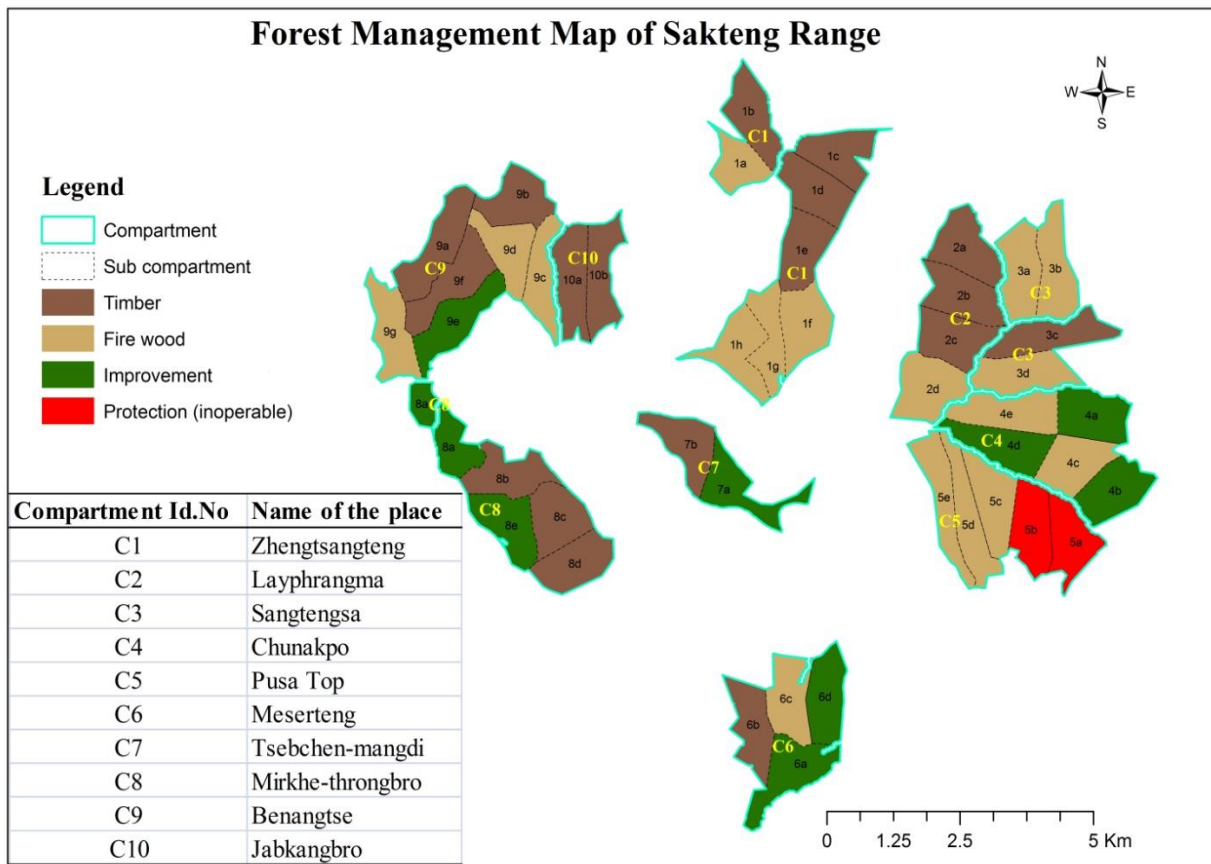 Forest Management Map of Sakteng Range
N
W E
S
Legend
Compartment
Sub compartment
Timber
Fire wood
Improvement
Protection (inoperable)
1b
C1
1a
1c
1d
1e
C1
1f
1g
1h
9b
9a
9d
9c
C9
9f
9e
9g
C10
10a 10b
2a
2b
C2
2c
2d
3a 3b
C3
3c
C3
3d
4e
4a
C4
4d
4c
4b
5e
5c
C5
5d
5b
5a
8a
C8
8a
8b
8c
C8
8e
8d
7b
C7
7a
6c
6d
6b
C6
6a
Compartment Id.No Name of the place
C1 Zhengtsangteng
C2 Layphrangma
C3 Sangtengsa
C4 Chunakpo
C5 Pusa Top
C6 Meserteng
C7 Tsebchen-mangdi
C8 Mirkhe-throngbro
C9 Benangtse
C10 Jabkangbro
0 1.25 2.5 5 Km